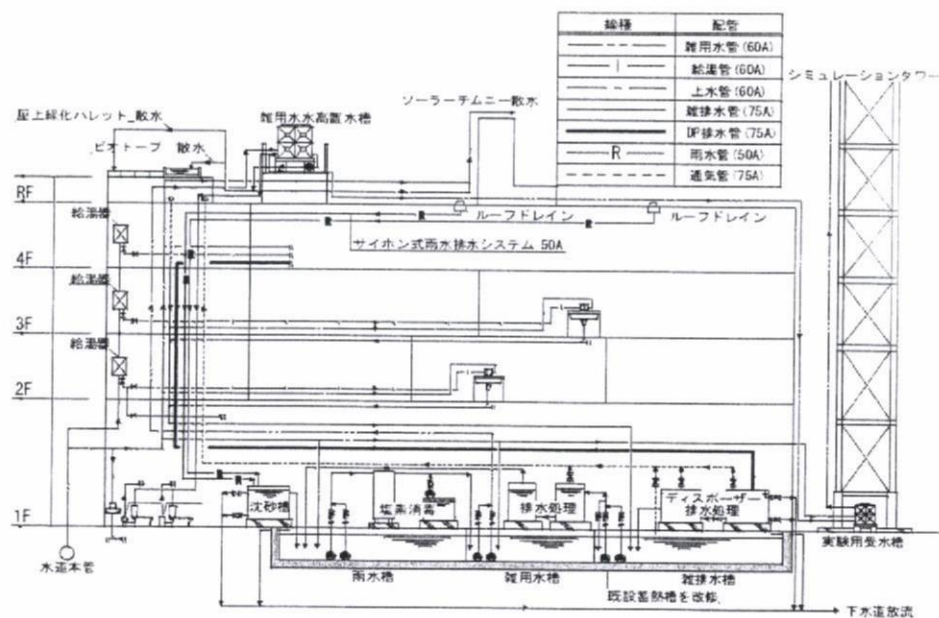 線種 配管
雑用水管(60A)
給湯管(60A)
上水管(60A)
雑排水管(75A)
DP排水管(75A)
R 雨水管(50A)
通気管(75A)
シミュレーションタワー
ソーラーチムニー散水
屋上緑化パレット_散水
雑用水水高置水槽
ビオトープ 散水
RF
給湯器
R R
ルーフドレイン
ルーフドレイン
サイホン式雨水排水システム 50A
4F
給湯器
3F
給湯器
2F
沈砂槽
塩素消毒
排水処理
ディスポーザー
排水処理
1F
実験用受水槽
水道本管
雨水槽
雑用水槽
雑排水槽
既設蓄熱槽を改修
下水道放流